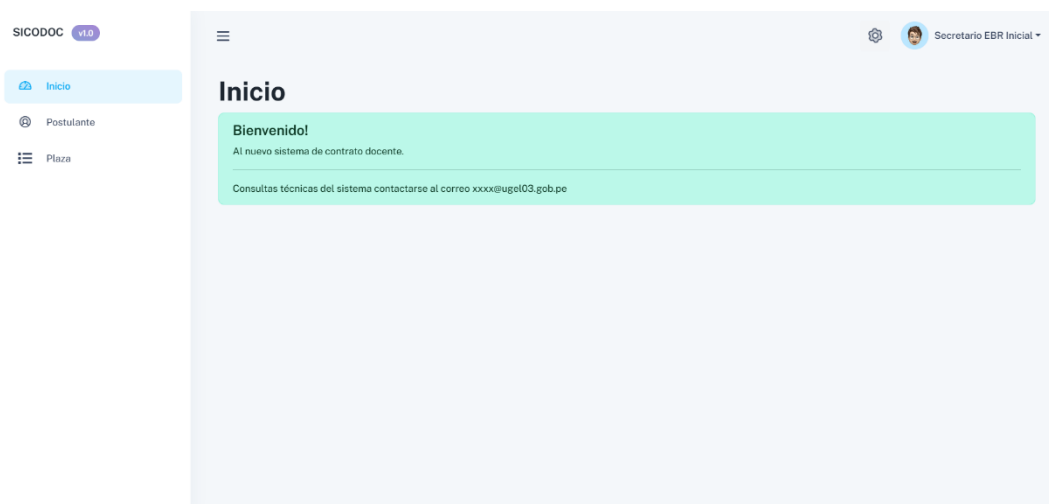 SICODOC v1.0
Secretario EBR Inicial
Inicio
Postulante
Plaza
Inicio
Bienvenido!
Al nuevo sistema de contrato docente.
Consultas técnicas del sistema contactarse al correo xxxx@ugel03.gob.pe